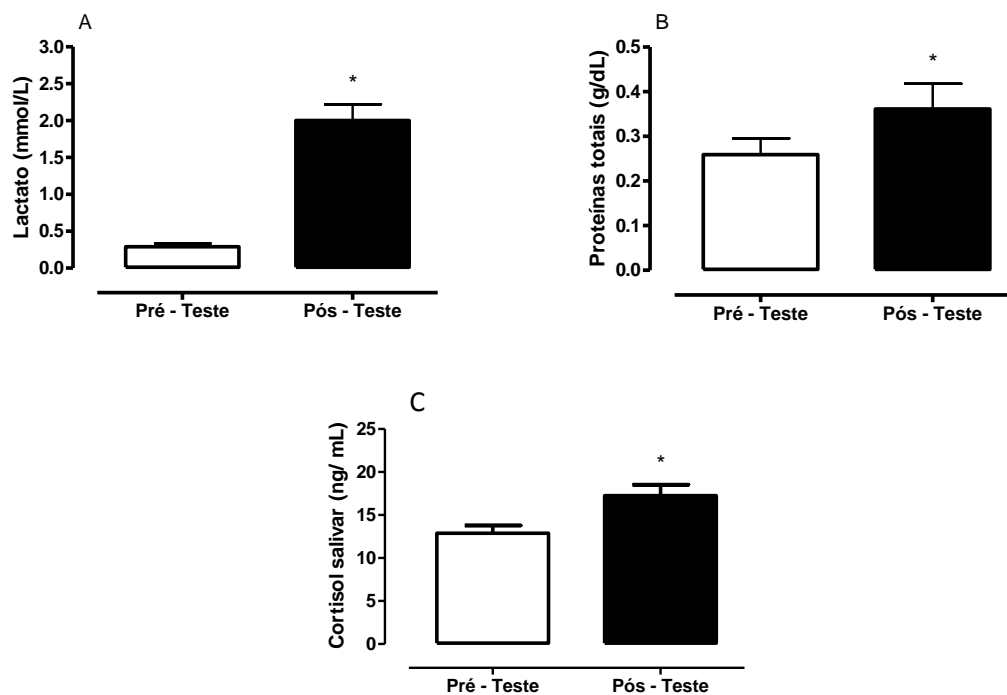 A
Lactato (mmol/L)
3.0
2.5
2.0
1.5
1.0
0.5
0.0
*
Pré - Teste
Pós - Teste
B
Proteínas totais (g/dL)
0.5
0.4
0.3
0.2
0.1
0.0
*
Pré - Teste
Pós - Teste
C
Cortisol salivar (ng/ mL)
25
20
15
10
5
0
*
Pré - Teste
Pós - Teste